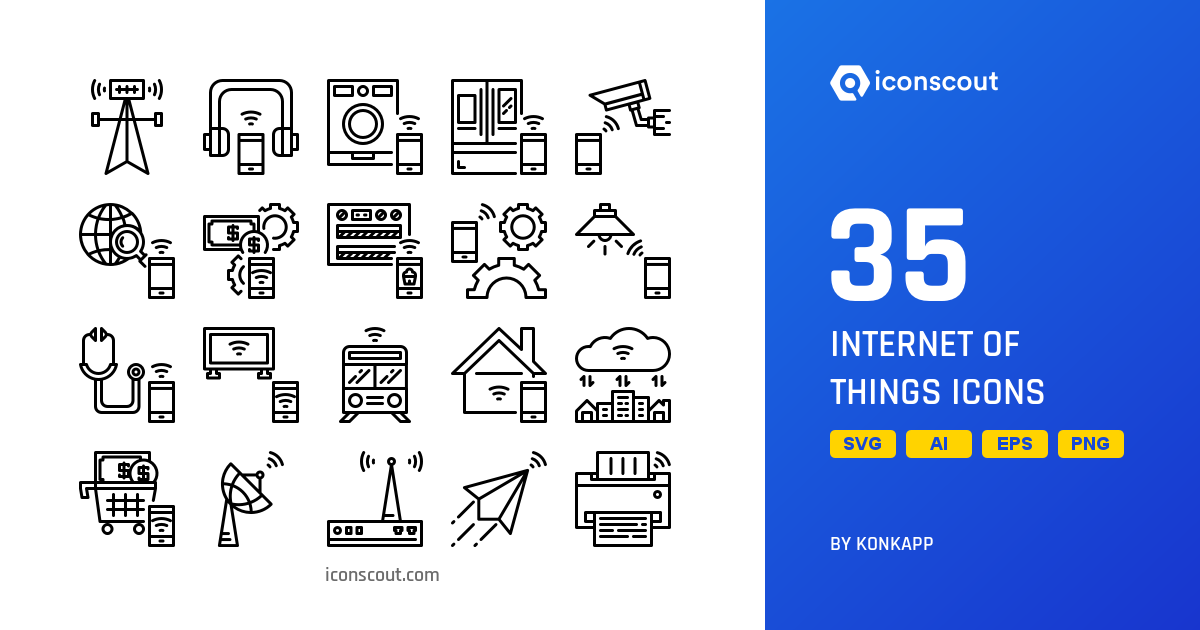 iconscout
35
INTERNET OF
THINGS ICONS
SVG AI EPS PNG
BY KONKAPP
iconscout.com